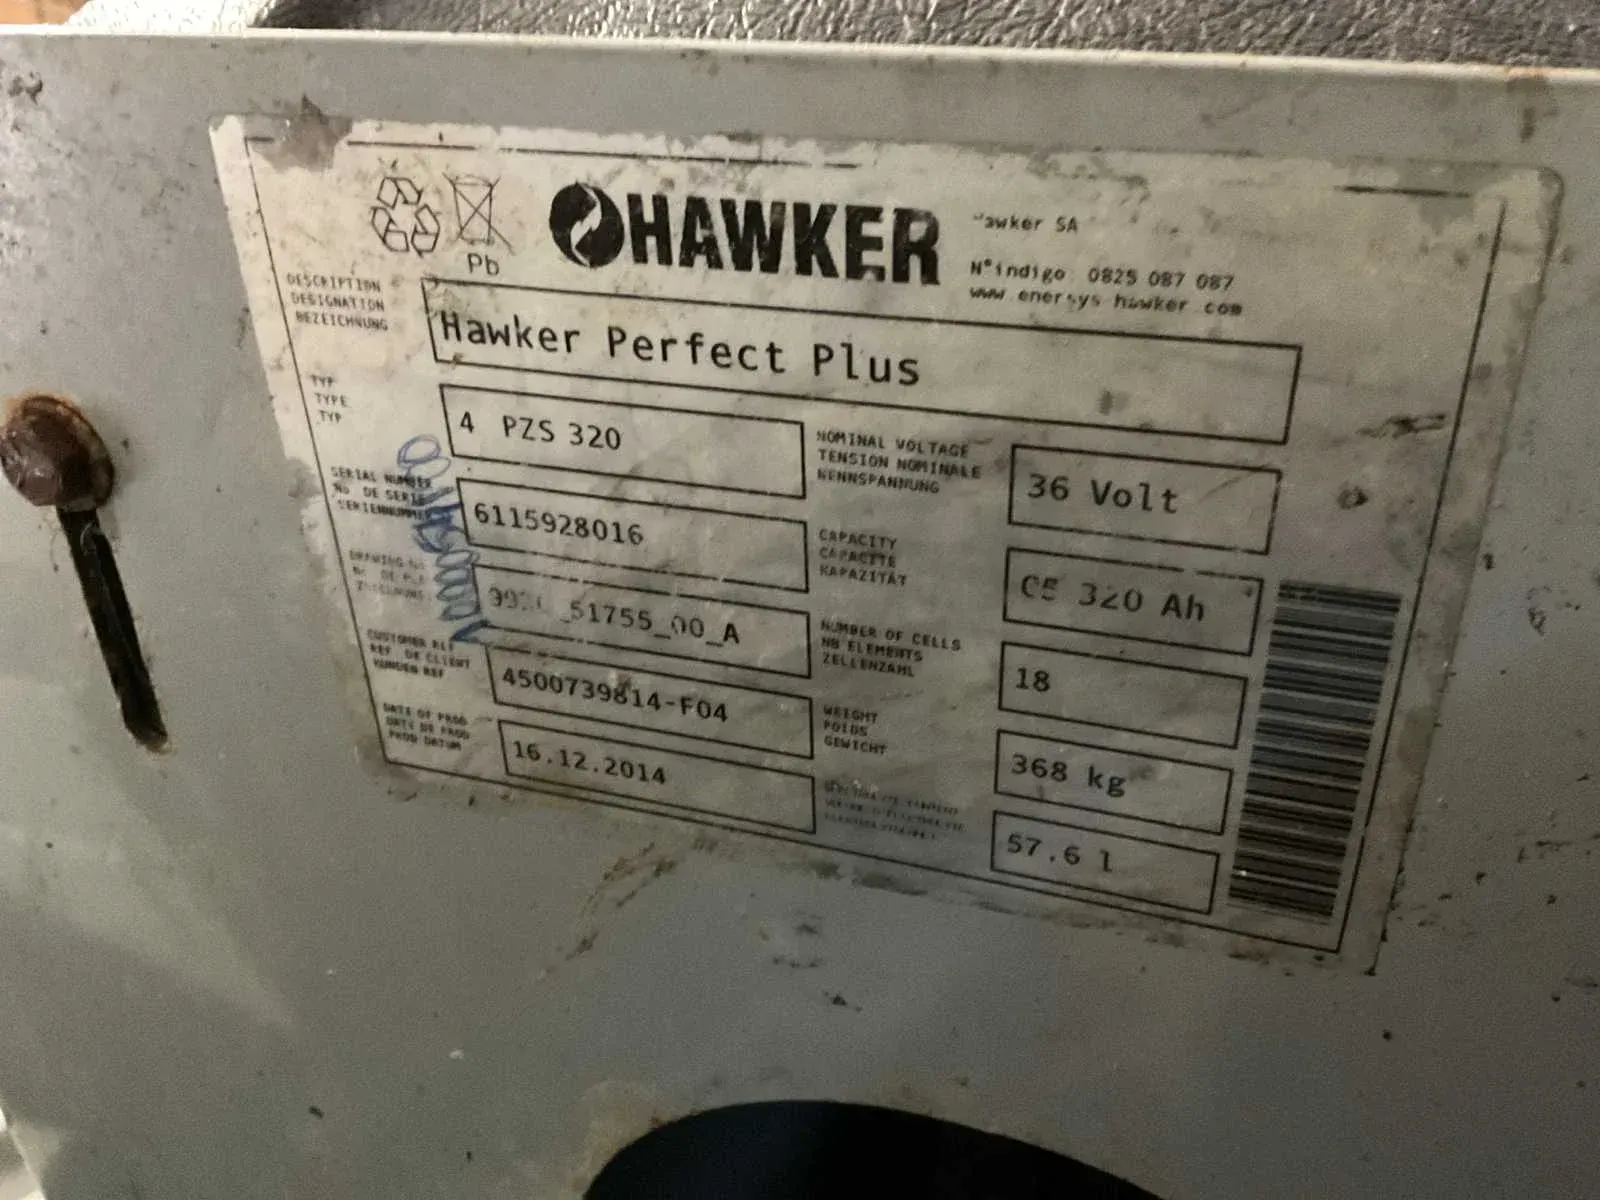 Pb
HAWKER
Hawker SA
N°indigo 0825 087 087
www enersys-hawker com
DESCRIPTION
DESIGNATION
BEZEICHNUNG
Hawker Perfect Plus
TYP
TYPE
TYP
4 PZS 320
NOMINAL VOLTAGE
TENSION NOMINALE
NENNSPANNUNG
36 Volt
SERIAL NUMBER
No DE SERIE
SERIENNUMMER
6115928016
CAPACITY
CAPACITE
KAPAZITÄT
C5 320 Ah
DRAWING No
51755_00_A
NUMBER OF CELLS
NB ELEMENTS
ZELLENZAHL
18
CUSTOMER REF
REF DE CLIENT
KUNDEN REF
4500739814-F04
WEIGHT
POIDS
GEWICHT
368 kg
DATE OF PROD
DATE DE PROD
PROD DATUM
16.12.2014
57.6 l